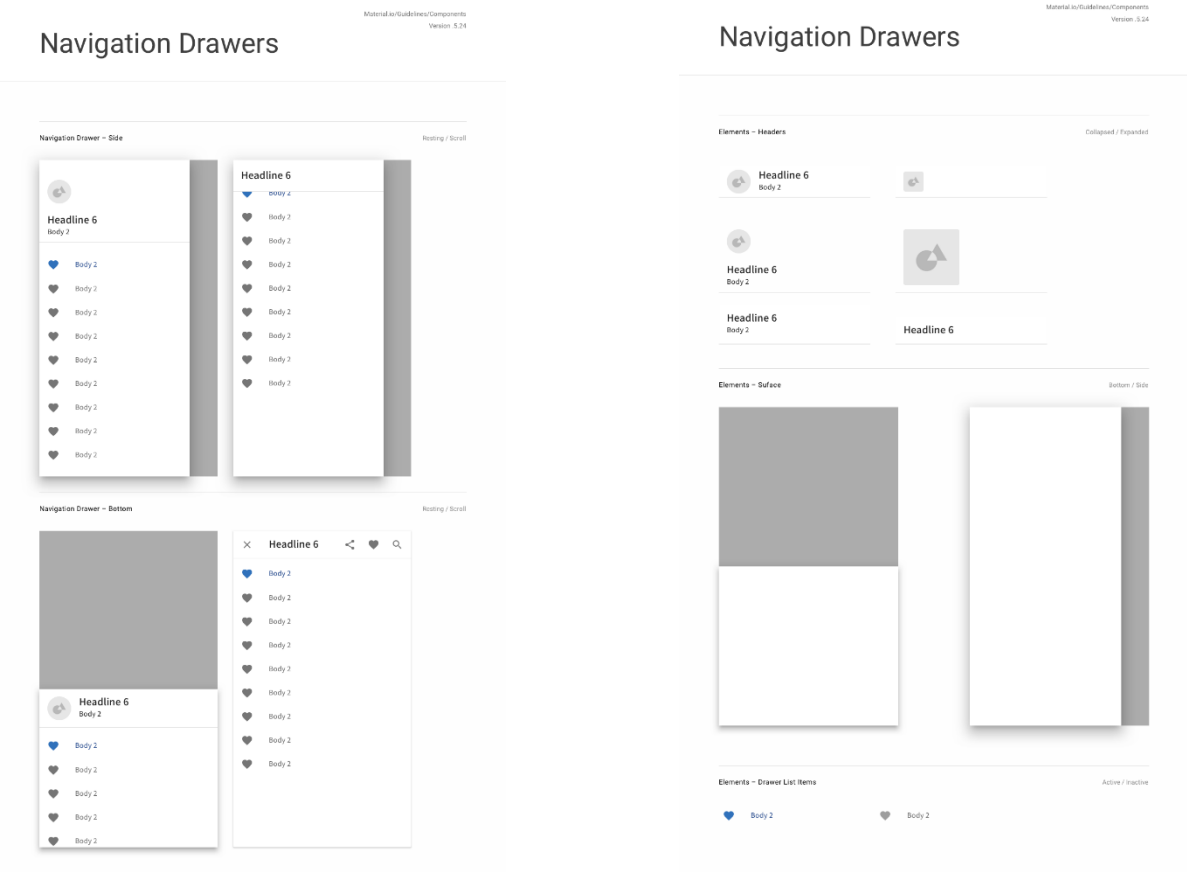 Material.io/Guidelines/Components
Version .5.24
Navigation Drawers
Navigation Drawer – Side
Resting / Scroll
Headline 6
Body 2
Body 2
Body 2
Body 2
Body 2
Body 2
Body 2
Body 2
Body 2
Body 2
Headline 6
Body 2
Body 2
Body 2
Body 2
Body 2
Body 2
Body 2
Body 2
Body 2
Navigation Drawer – Bottom
Resting / Scroll
Headline 6
Body 2
Body 2
Body 2
Body 2
Body 2
Body 2
Headline 6
Body 2
Body 2
Body 2
Body 2
Body 2
Body 2
Body 2
Body 2
Body 2
Material.io/Guidelines/Components
Version .5.24
Navigation Drawers
Elements – Headers
Collapsed / Expanded
Headline 6
Body 2
Headline 6
Body 2
Headline 6
Body 2
Headline 6
Elements – Suface
Bottom / Side
Elements – Drawer List Items
Active / Inactive
Body 2
Body 2